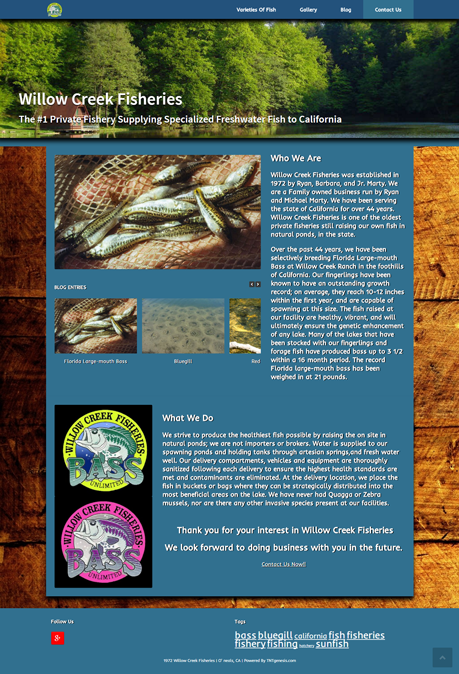 Varieties Of Fish
Gallery
Blog
Contact Us
Willow Creek Fisheries
The #1 Private Fishery Supplying Specialized Freshwater Fish to California
Who We Are
Willow Creek Fisheries was established in
1972 by Ryan, Barbara, and Jr. Marty. We
are a Family owned business run by Ryan
and Michael Marty. We have been serving
the state of California for over 44 years.
Willow Creek Fisheries is one of the oldest
private fisheries still raising our own fish in
natural ponds, in the state.
Over the past 44 years, we have been
selectively breeding Florida Large-mouth
Bass at Willow Creek Ranch in the foothills
of California. Our fingerlings have been
known to have an outstanding growth
record; on average, they reach 10-12 inches
within the first year, and are capable of
spawning at this size. The fish raised at
our facility are healthy, vibrant, and will
ultimately ensure the genetic enhancement
of any lake. Many of the lakes that have
been stocked with our fingerlings and
forage fish have produced bass up to 3 1/2
within a 16 month period. The record
Florida large-mouth bass has been
weighed in at 21 pounds.
BLOG ENTRIES
Florida Large-mouth Bass
Bluegill
Red
WILLOW CREEK FISHERIES
BASS
UNLIMITED
WILLOW CREEK FISHERIES
BASS
UNLIMITED
What We Do
We strive to produce the healthiest fish possible by raising the on site in
natural ponds; we are not importers or brokers. Water is supplied to our
spawning ponds and holding tanks through artesian springs,and fresh water
well. Our delivery compartments, vehicles and equipment are thoroughly
sanitized following each delivery to ensure the highest health standards are
met and contaminants are eliminated. At the delivery location, we place the
fish in buckets or bags where they can be strategically distributed into the
most beneficial areas on the lake. We have never had Quagga or Zebra
mussels, nor are there any other invasive species present at our facilities.
Thank you for your interest in Willow Creek Fisheries
We look forward to doing business with you in the future.
Contact Us Now!!
Follow Us
Tags
bass bluegill california fish fisheries
fishery fishing hatchery sunfish
1972 Willow Creek Fisheries | O' neals, CA | Powered By TNTgenesis.com